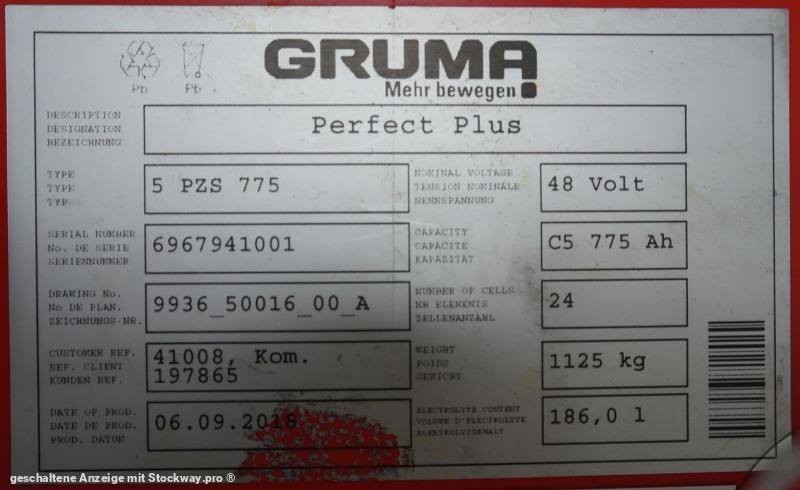 GRUMA
Mehr bewegen
Pb Pb
DESCRIPTION
DESIGNATION
BEZEICHNUNG
Perfect Plus
TYPE
TYPE
TYP
5 PZS 775
NOMINAL VOLTAGE
TENSION NOMINALE
NENNSPANNUNG
48 Volt
SERIAL NUMBER
No. DE SERIE
SERIENNUMMER
6967941001
CAPACITY
CAPACITE
KAPAZITAT
C5 775 Ah
DRAWING No.
No DE PLAN.
ZEICHNUNGS-NR.
9936_50016_00_A
NUMBER OF CELLS
NB ELEMENTS
ZELLENANZAHL
24
CUSTOMER REF.
REF. CLIENT
KUNDEN REF.
41008, Kom.
197865
WEIGHT
POIDS
GEWICHT
1125 kg
DATE OF PROD.
DATE DE PROD.
PROD. DATUM
06.09.2018
ELECTROLYTE CONTENT
VOLUME D'ELECTROLYTE
ELEKTROLYTGEHALT
186,0 l
geschaltene Anzeige mit Stockway.pro ®